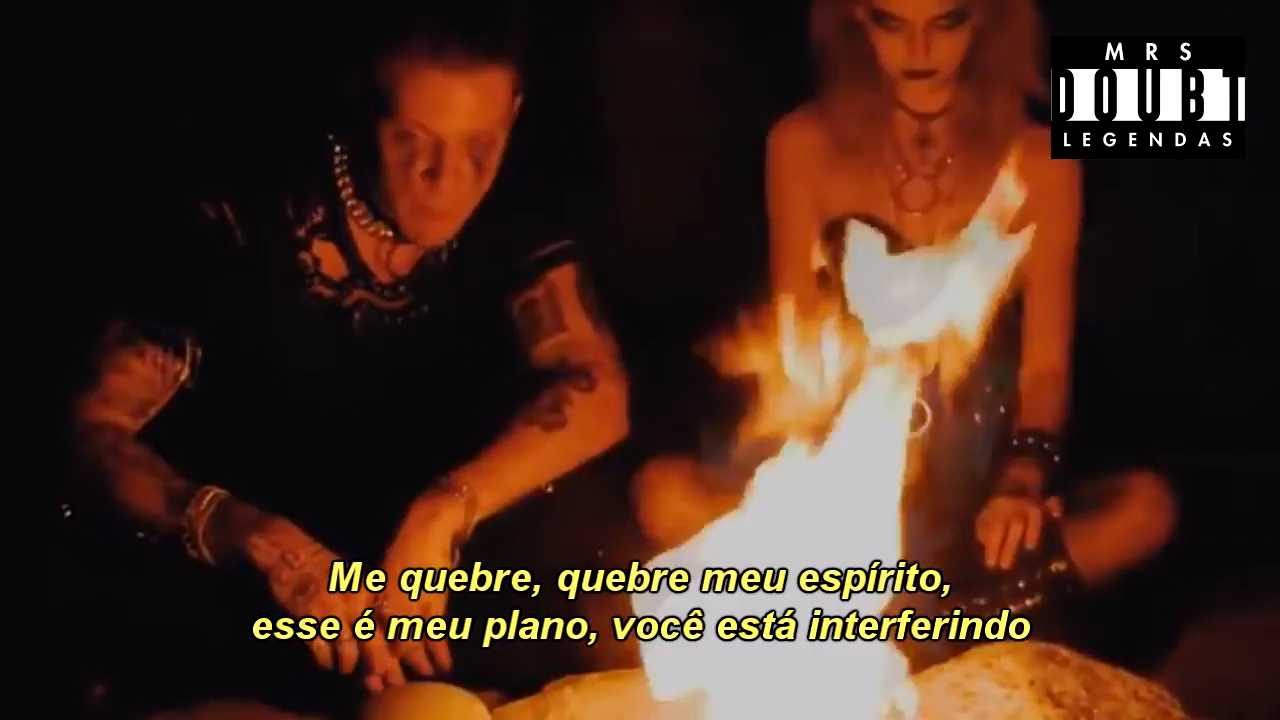 MRS
DOUBT
LEGENDAS
Me quebre, quebre meu espírito,
esse é meu plano, você está interferindo